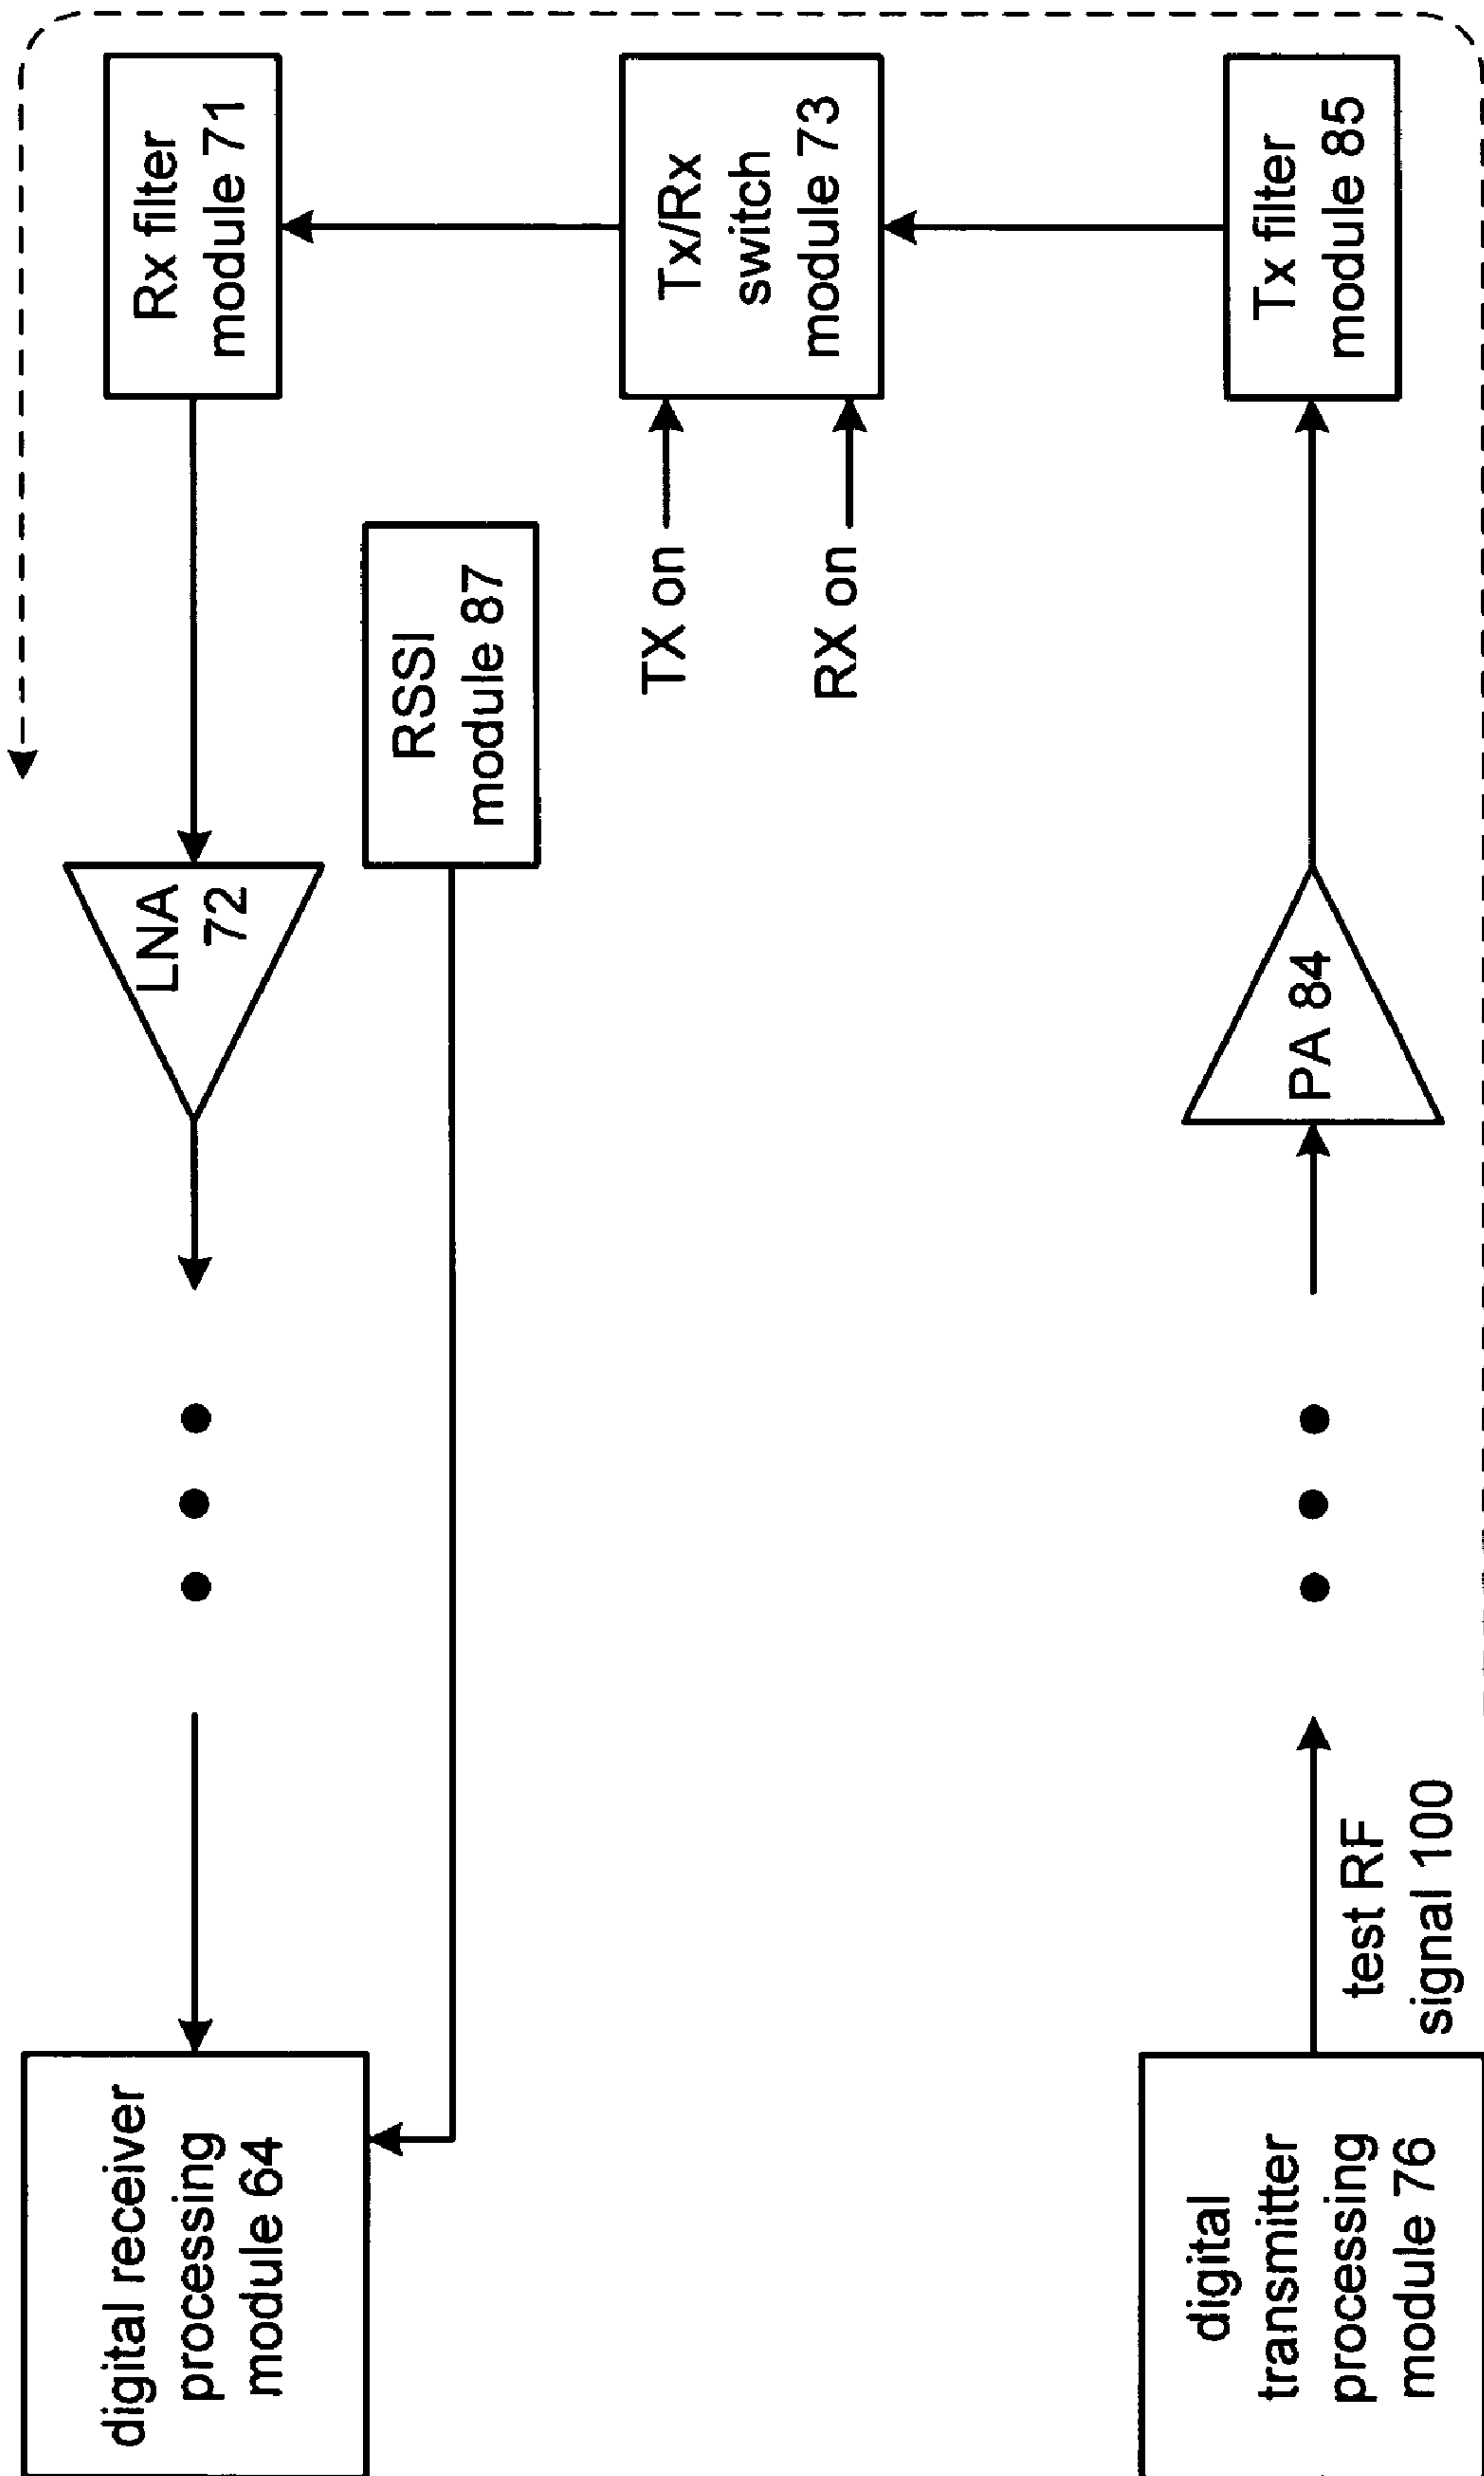 digital receiver
processing
module 64
LNA
72
Rx filter
module 71
RSSI
module 87
TX on
RX on
Tx/Rx
switch
module 73
digital
transmitter
processing
module 76
test RF
signal 100
PA 84
Tx filter
module 85